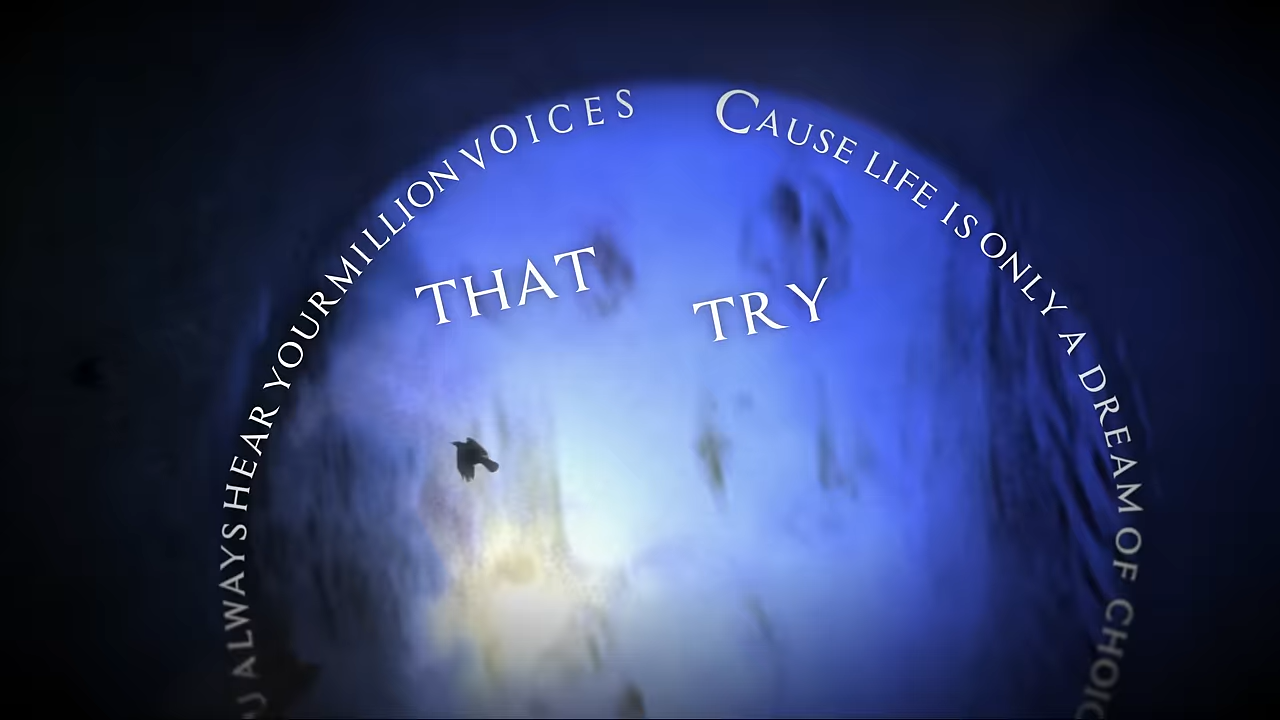 ALWAYS HEAR YOUR MILLION VOICES
CAUSE LIFE IS ONLY A DREAM OF
THAT TRY